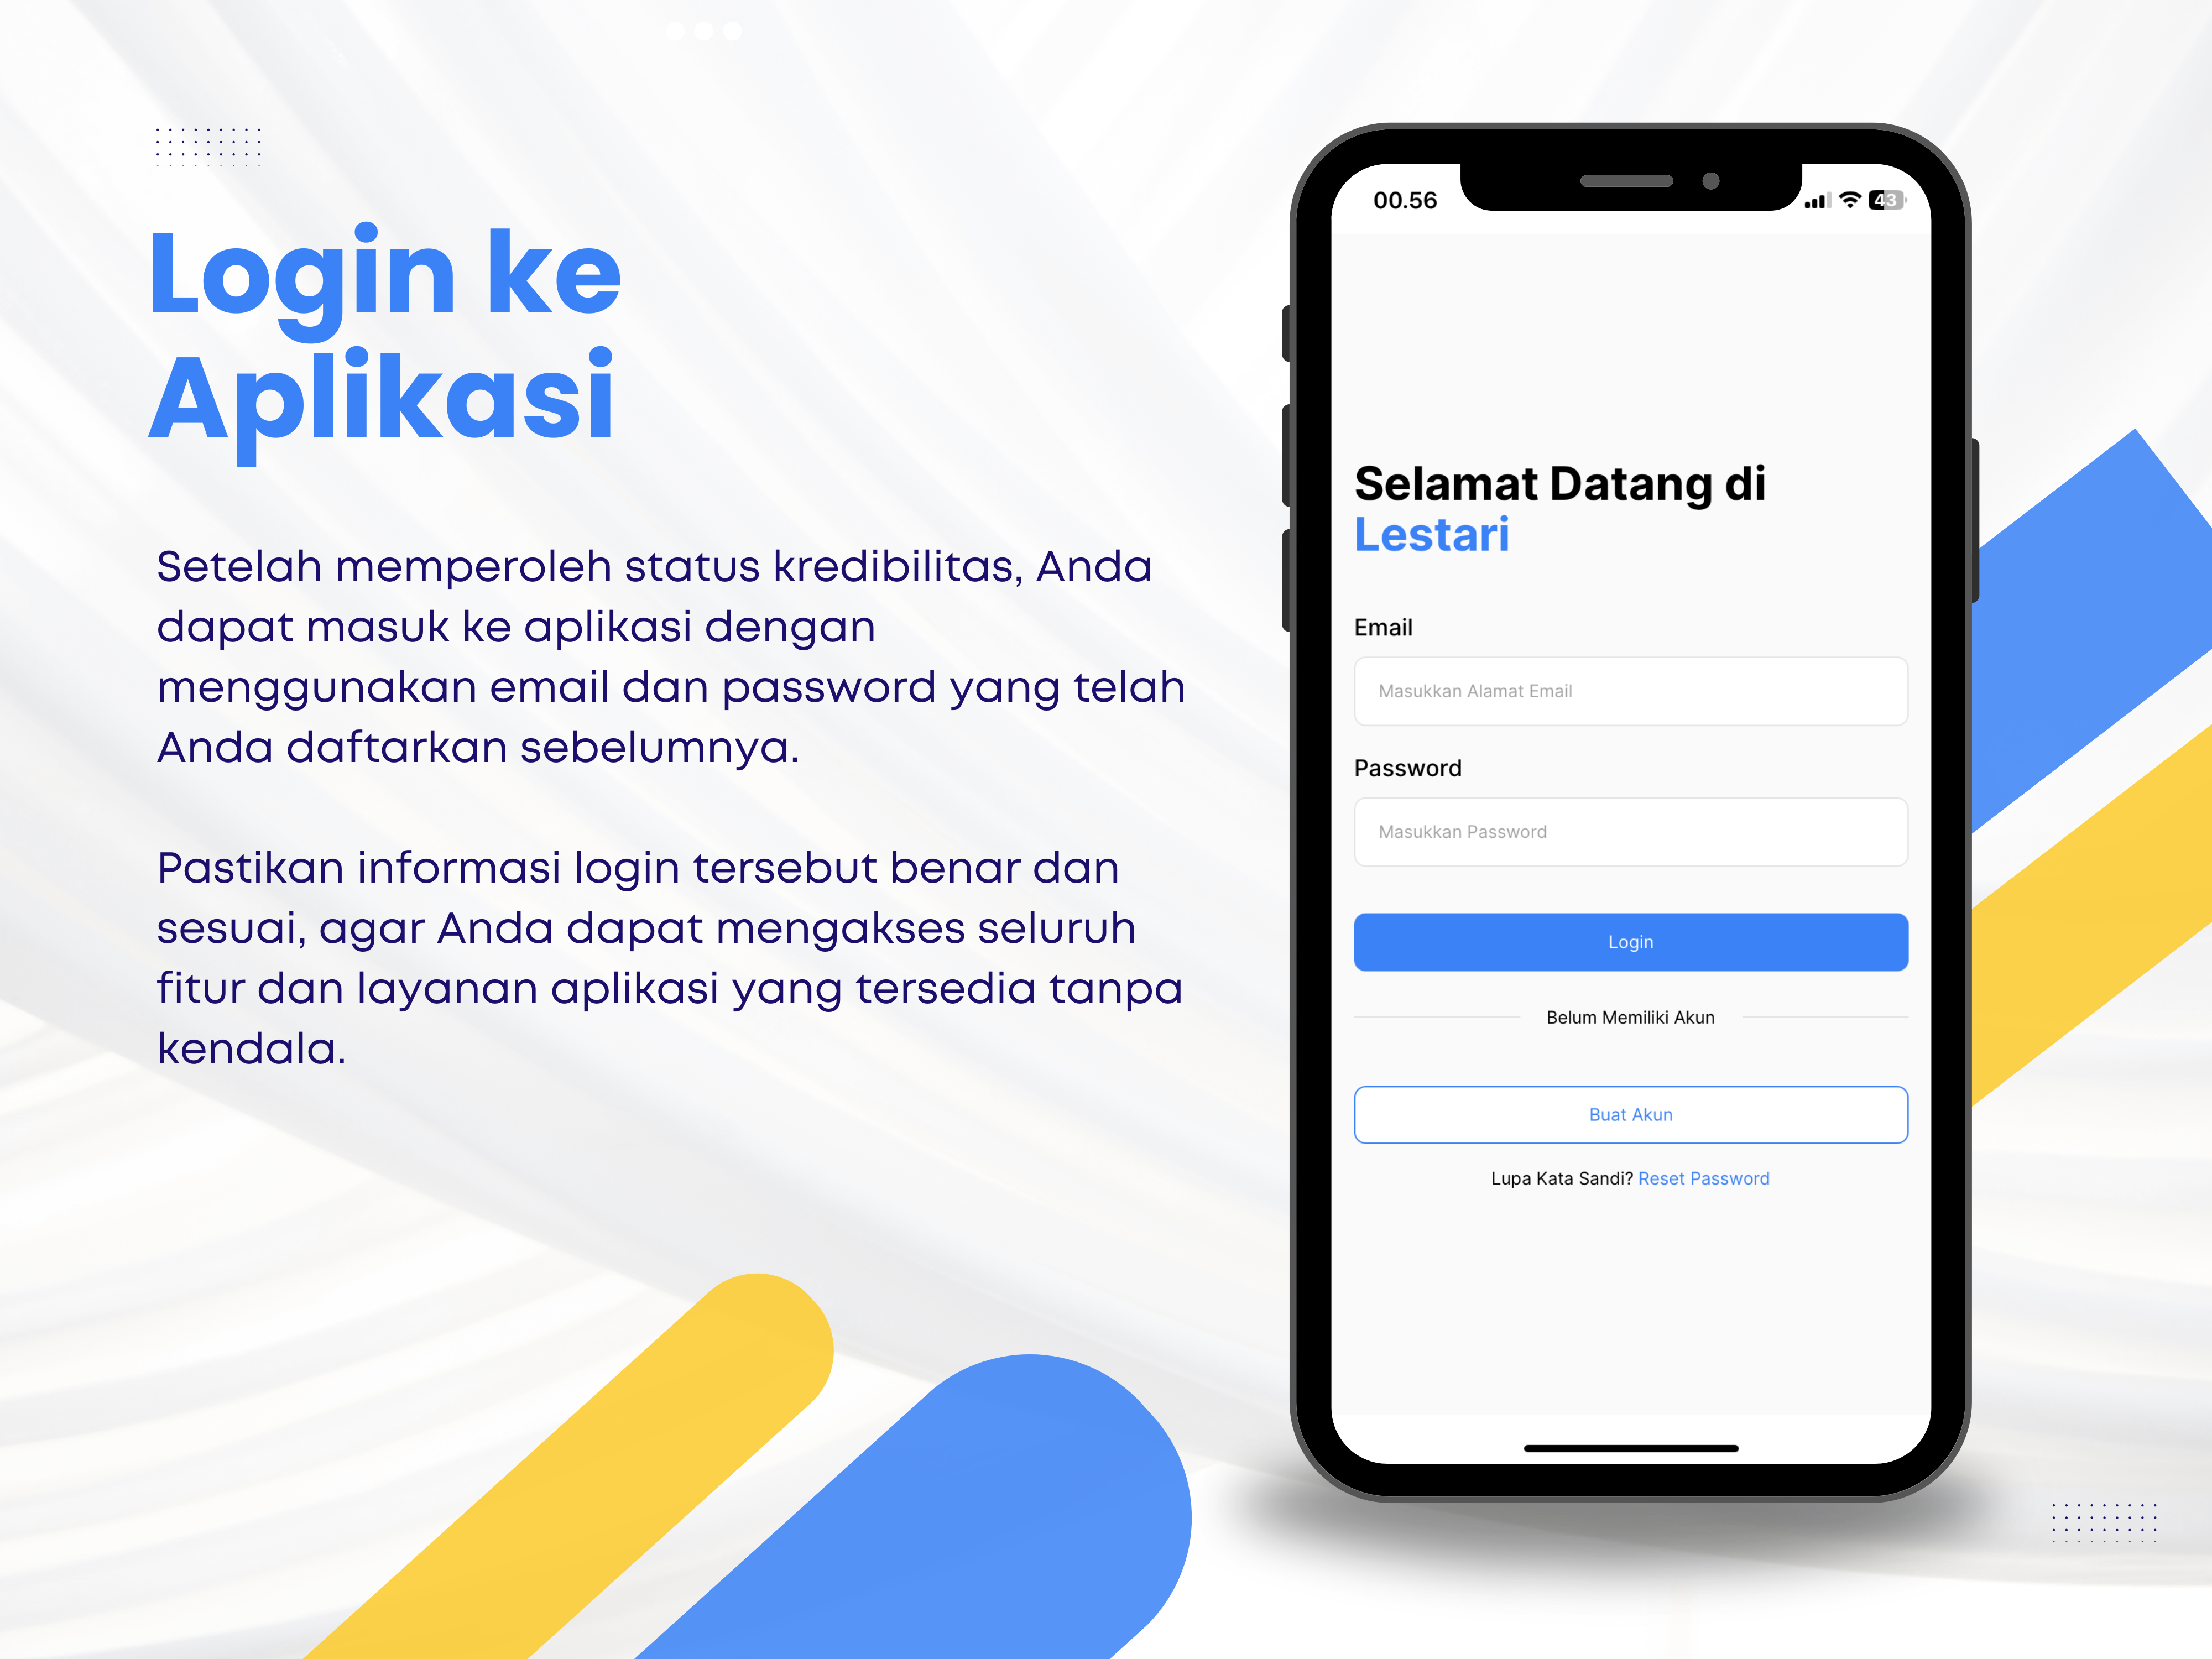 Login ke
Aplikasi
Setelah memperoleh status kredibilitas, Anda
dapat masuk ke aplikasi dengan
menggunakan email dan password yang telah
Anda daftarkan sebelumnya.
Pastikan informasi login tersebut benar dan
sesuai, agar Anda dapat mengakses seluruh
fitur dan layanan aplikasi yang tersedia tanpa
kendala.
00.56
43
Selamat Datang di
Lestari
Email
Masukkan Alamat Email
Password
Masukkan Password
Login
Belum Memiliki Akun
Buat Akun
Lupa Kata Sandi? Reset Password